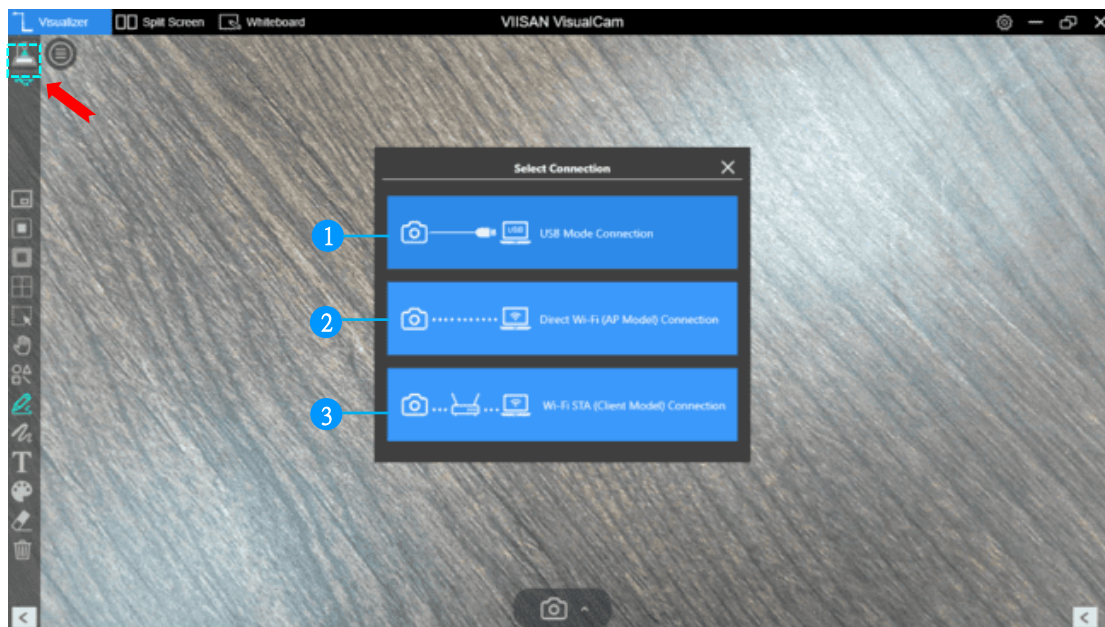 Visualizer Split Screen Whiteboard VIISAN VisualCam
Select Connection
1 USB USB Mode Connection
2 Direct Wi-Fi (AP Model) Connection
3 Wi-Fi STA (Client Model) Connection
T